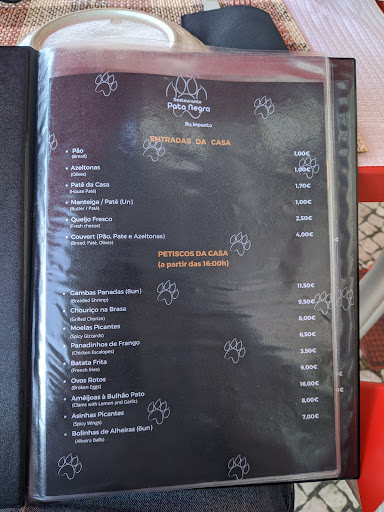 Restaurante
Pata Negra
By Impacto
ENTRADAS DA CASA
Pão 1,00€
(Bread)
Azeitonas 1,00€
(Olives)
Patê da Casa 1,70€
(House Paté)
Manteiga / Patê (Un) 1,00€
(Butter / Paté)
Queijo Fresco 2,50€
(Fresh cheese)
Couvert (Pão, Pate e Azeitonas) 4,00€
(Bread, Paté, Olives)
PETISCOS DA CASA
(a partir das 16:00h)
Gambas Panadas (8un) 11,50€
(Breaded Shrimp)
Chouriço na Brasa 9,50€
(Grilled Chorizo)
Moelas Picantes 8,00€
(Spicy Gizzards)
Panadinhos de Frango 6,50€
(Chicken Escalopes)
Batata Frita 3,50€
(French fries)
Ovos Rotos 9,00€
(Broken Eggs)
Amêijoas à Bulhão Pato 16,00€
(Clams with Lemon and Garlic)
Asinhas Picantes 8,00€
(Spicy Wings)
Bolinhas de Alheiras (6un) 7,00€
(Alheira Balls)